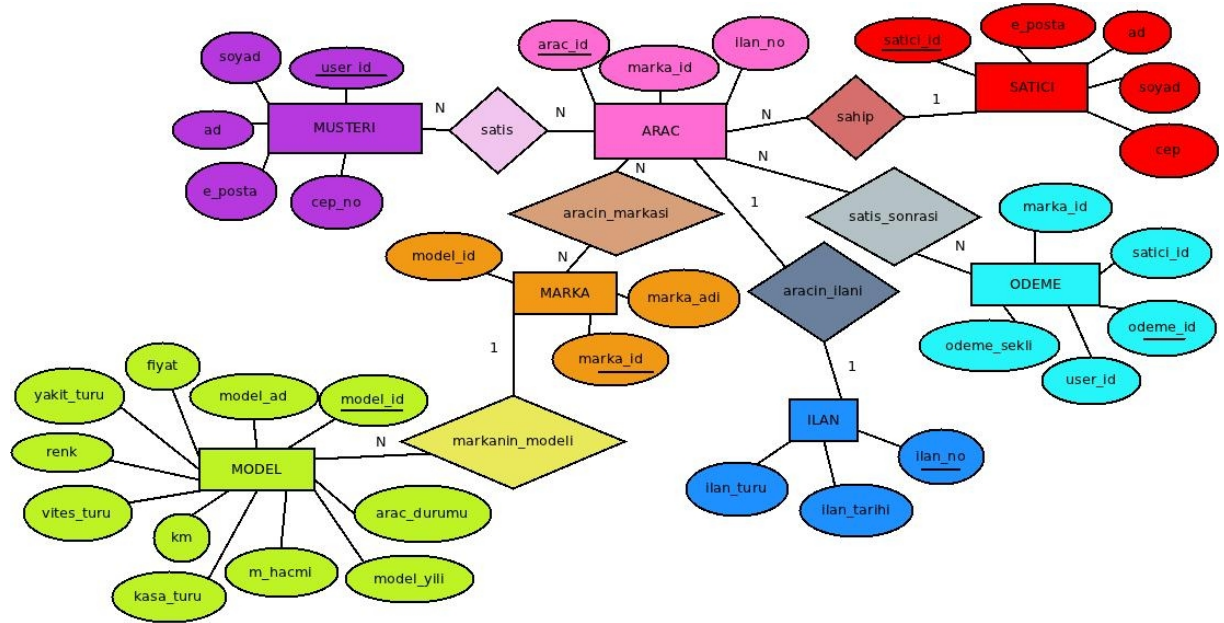 soyad
user_id
ad
MUSTERI
e_posta
cep_no
N
satis
N
arac_id
marka_id
ilan_no
ARAC
N
sahip
1
satici_id
e_posta
ad
SATICI
soyad
cep
N
aracin_markasi
N
1
aracin_ilani
1
N
satis_sonrasi
N
marka_id
satici_id
ODEME
odeme_id
odeme_sekli
user_id
model_id
MARKA
marka_adi
marka_id
1
markanin_modeli
N
fiyat
yakit_turu
model_ad
model_id
renk
MODEL
vites_turu
km
arac_durumu
kasa_turu
m_hacmi
model_yili
ILAN
ilan_no
ilan_turu
ilan_tarihi